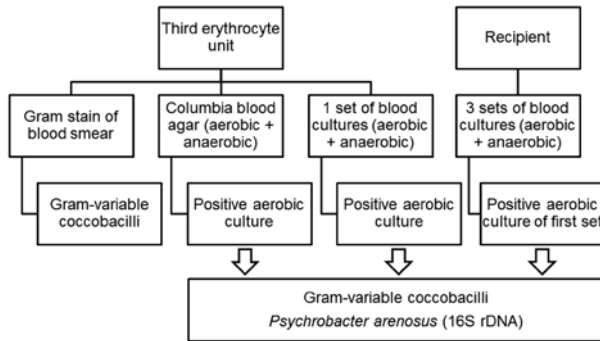 Third erythrocyte
unit
Recipient
Gram stain of
blood smear
Columbia blood
agar (aerobic +
anaerobic)
1 set of blood
cultures (aerobic
+ anaerobic)
3 sets of blood
cultures (aerobic
+ anaerobic)
Gram-variable
coccobacilli
Positive aerobic
culture
Positive aerobic
culture
Positive aerobic
culture of first set
Gram-variable coccobacilli
Psychrobacter arenosus (16S rDNA)